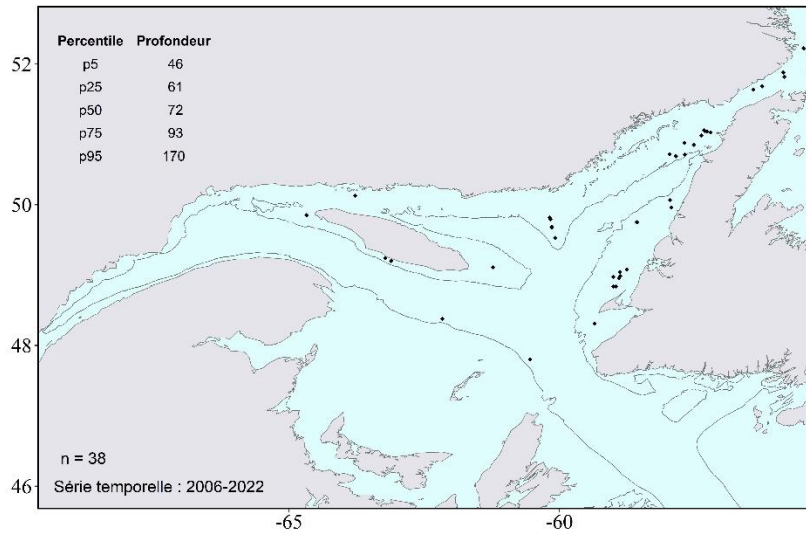 Percentile Profondeur
p5 46
p25 61
p50 72
p75 93
p95 170
52
50
48
46
n = 38
Série temporelle : 2006-2022
-65 -60